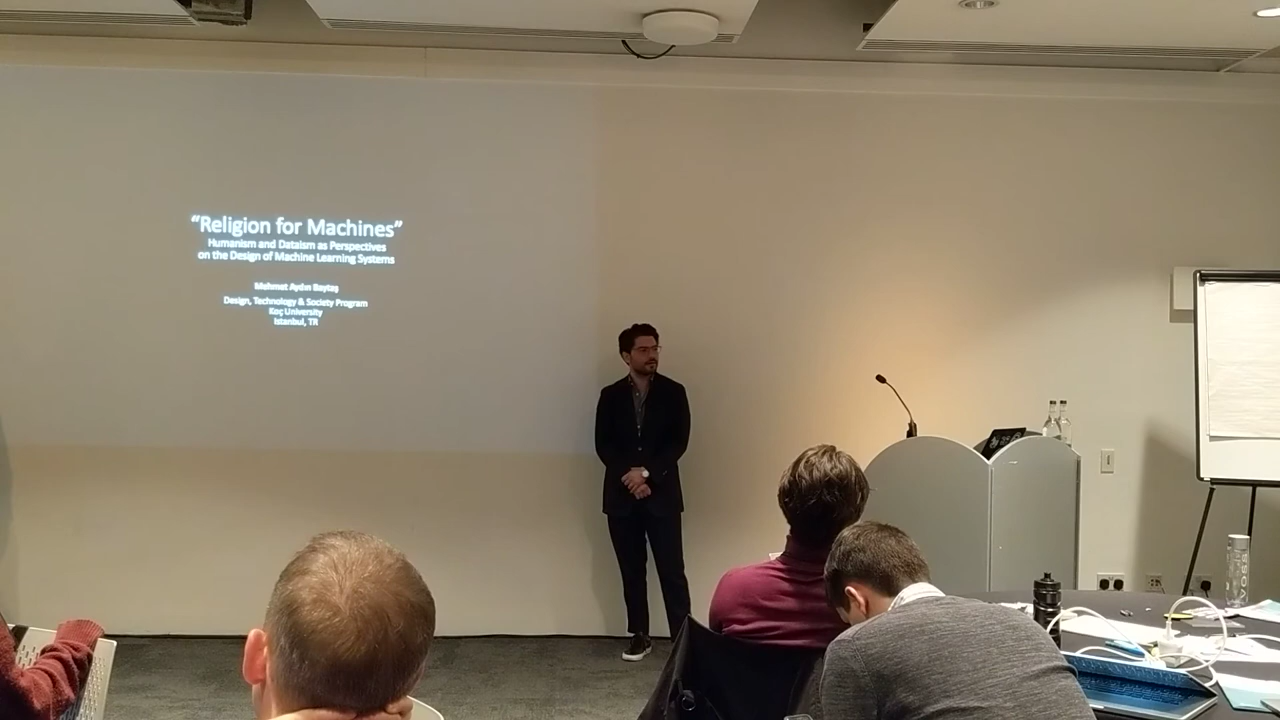 “Religion for Machines”
Humanism and Dataism as Perspectives
on the Design of Machine Learning Systems
Mehmet Aydın Baytaş
Design, Technology & Society Program
Koç University
Istanbul, TR
VOSS